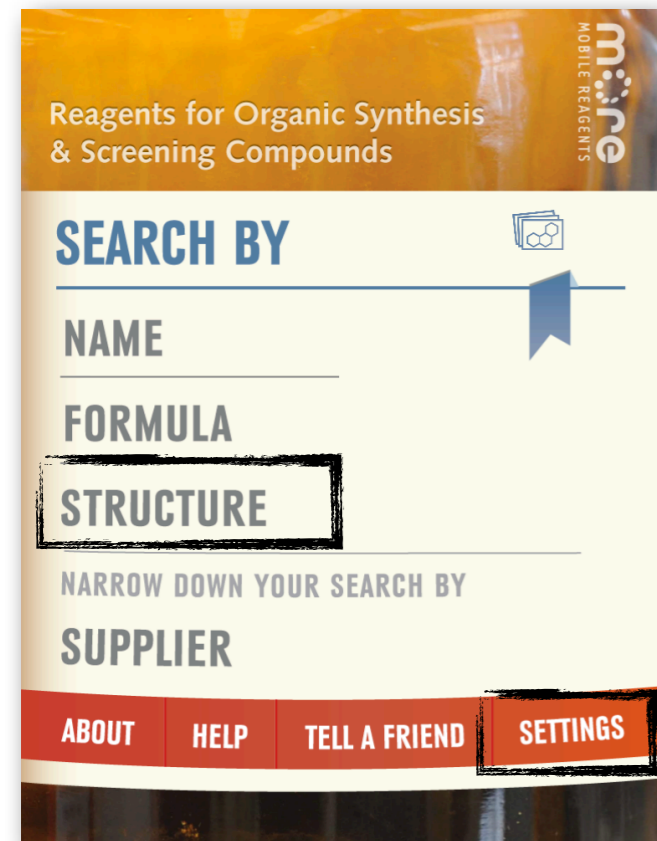 Reagents for Organic Synthesis
& Screening Compounds
more
MOBILE REAGENTS
SEARCH BY
NAME
FORMULA
STRUCTURE
NARROW DOWN YOUR SEARCH BY
SUPPLIER
ABOUT HELP TELL A FRIEND SETTINGS